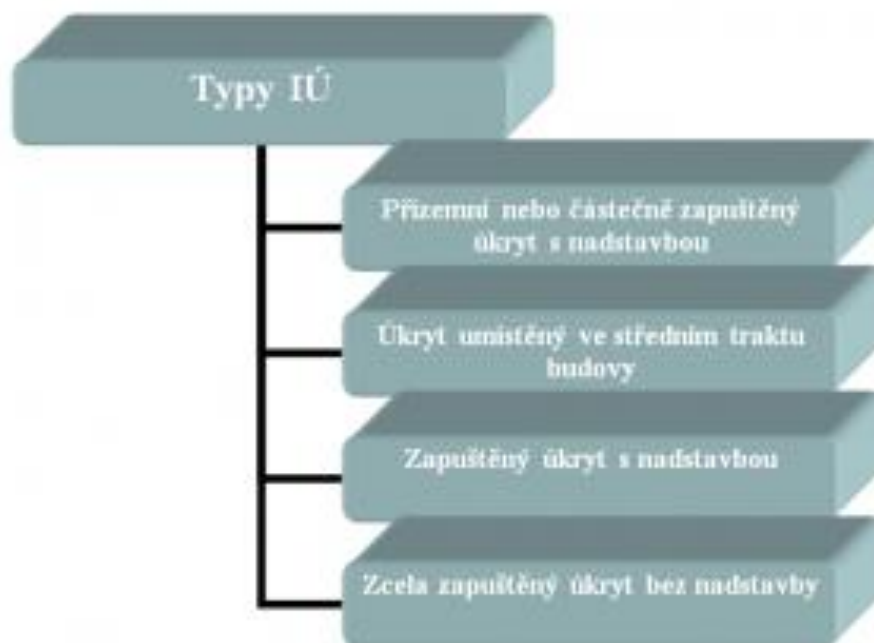 Typy IÚ
Přízemní nebo částečně zapuštěný
úkryt s nadstavbou
Úkryt umístěný ve středním traktu
budovy
Zapuštěný úkryt s nadstavbou
Zcela zapuštěný úkryt bez nadstavby